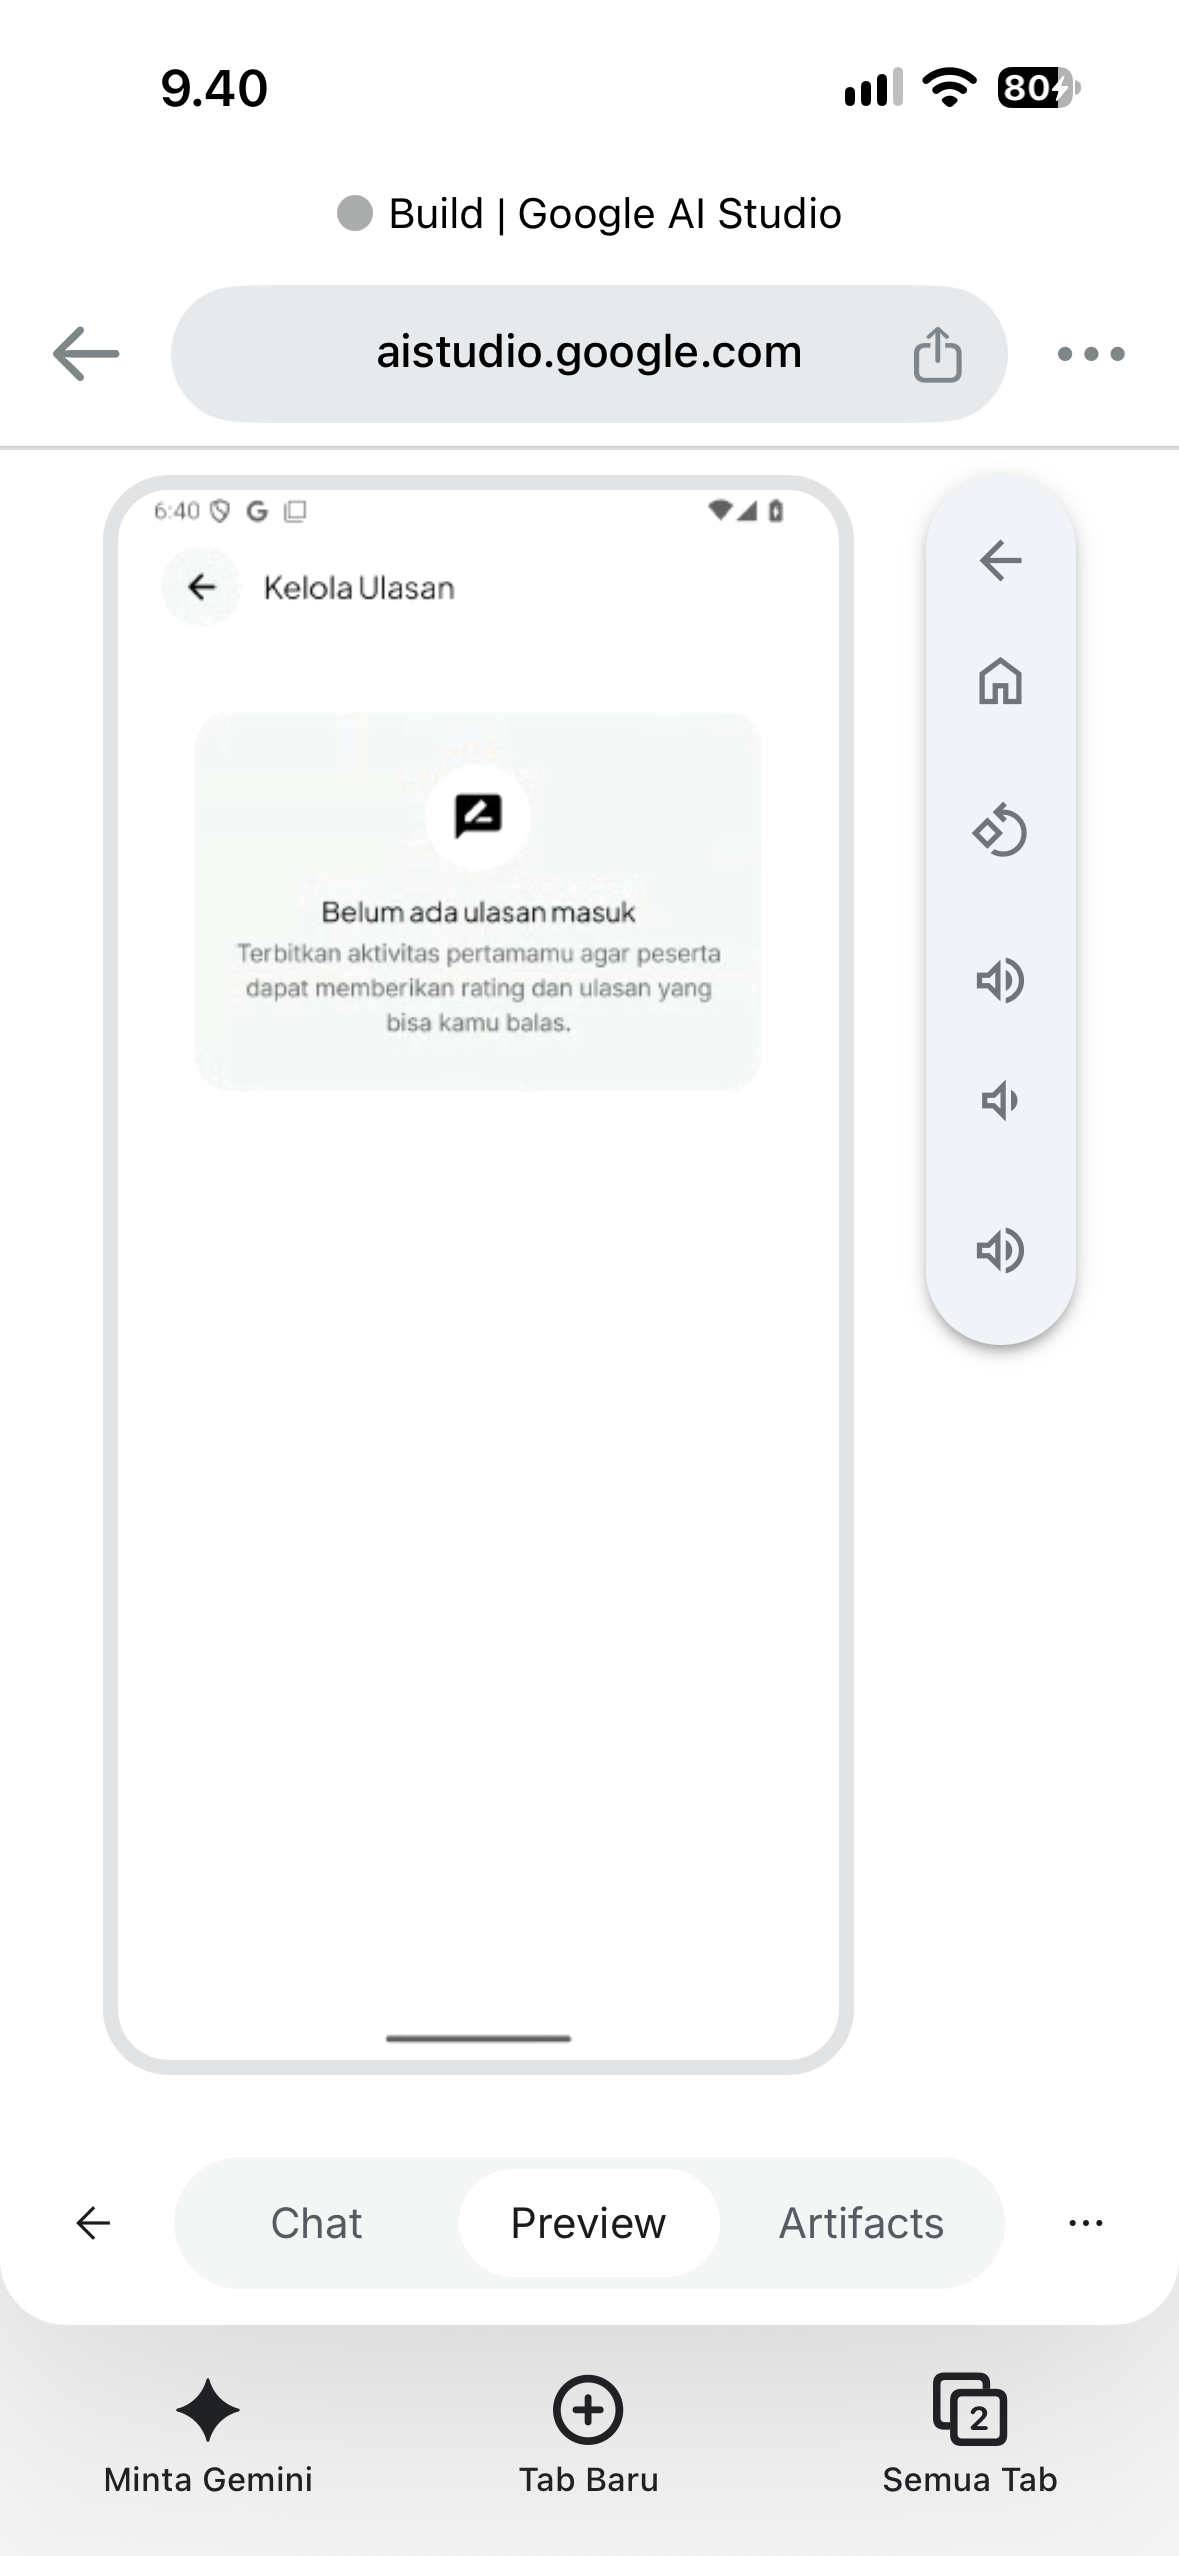 9.40
80
Build | Google AI Studio
aistudio.google.com
6:40
Kelola Ulasan
Belum ada ulasan masuk
Terbitkan aktivitas pertamamu agar peserta
dapat memberikan rating dan ulasan yang
bisa kamu balas.
Chat
Preview
Artifacts
2
Minta Gemini
Tab Baru
Semua Tab